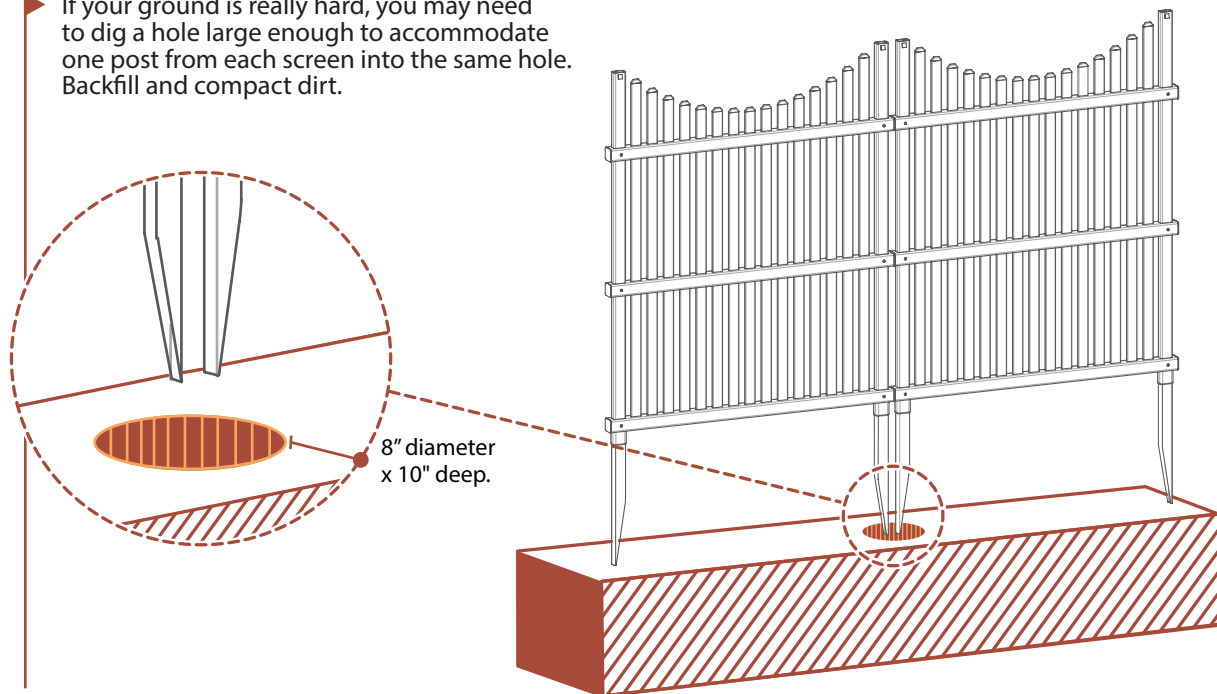 If your ground is really hard, you may need
to dig a hole large enough to accommodate
one post from each screen into the same hole.
Backfill and compact dirt.
8” diameter
x 10" deep.